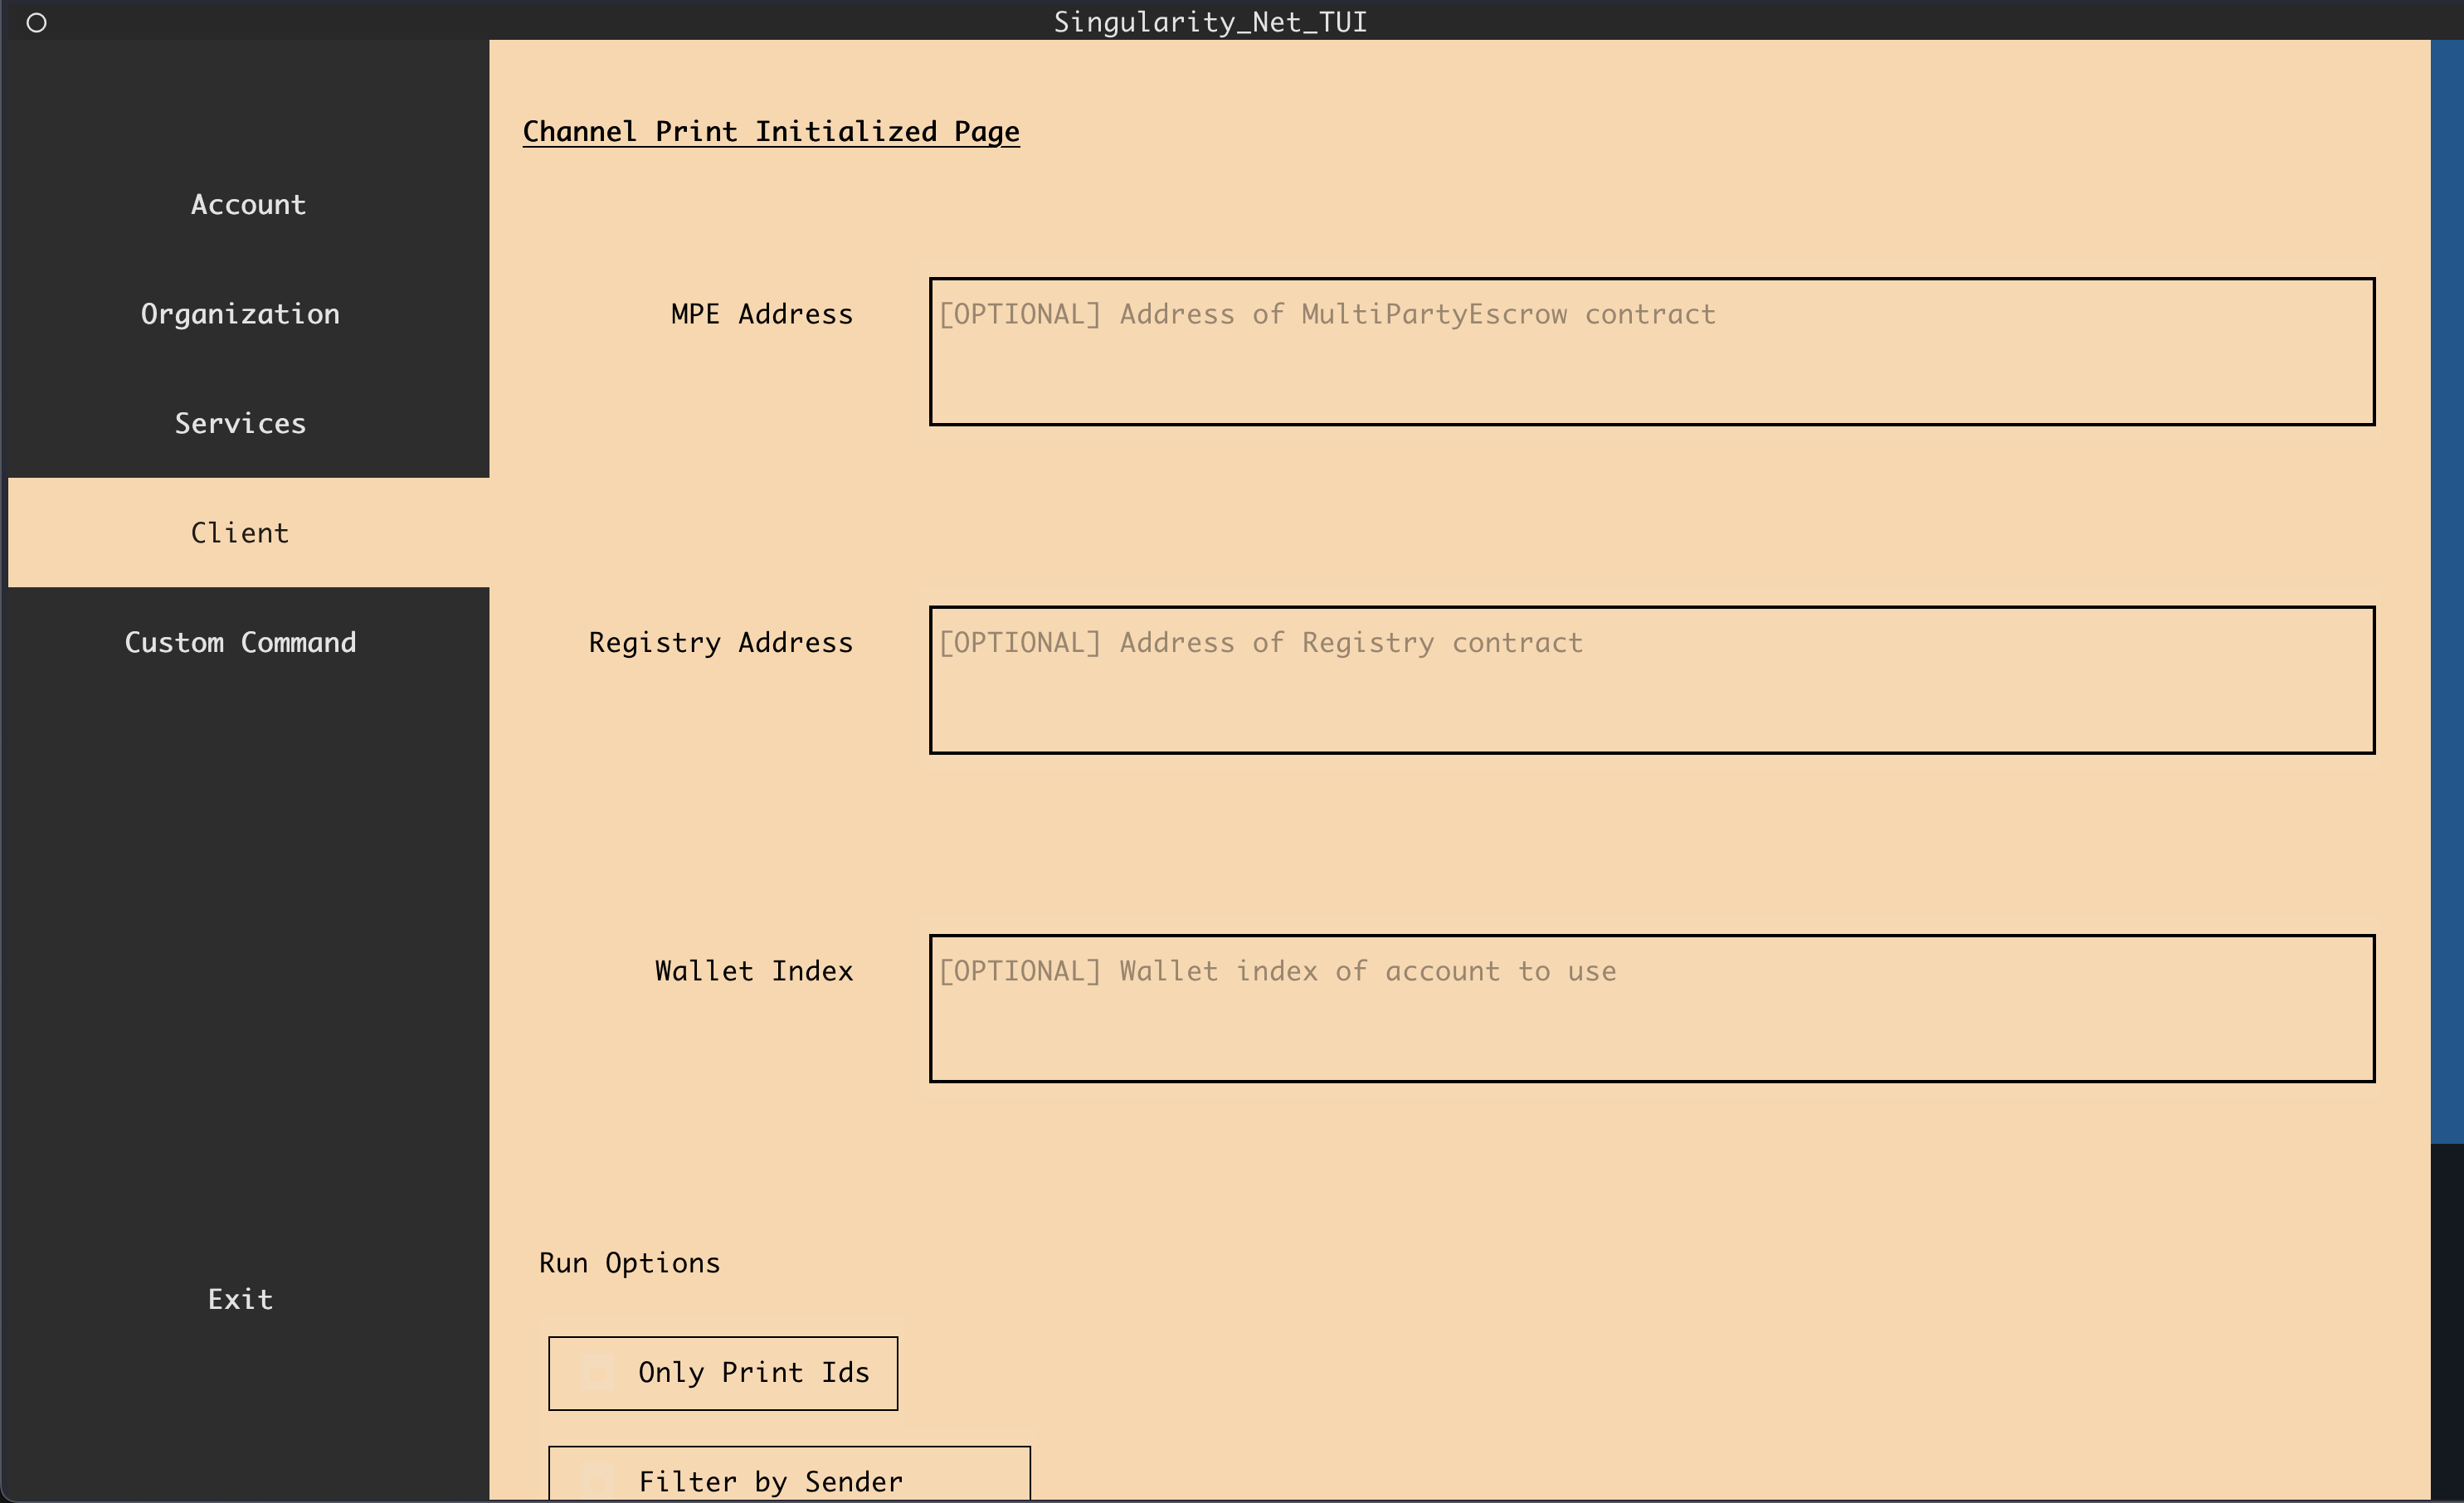 Singularity_Net_TUI
Account
Organization
Services
Client
Custom Command
Exit
Channel Print Initialized Page
MPE Address
[OPTIONAL] Address of MultiPartyEscrow contract
Registry Address
[OPTIONAL] Address of Registry contract
Wallet Index
[OPTIONAL] Wallet index of account to use
Run Options
Only Print Ids
Filter by Sender